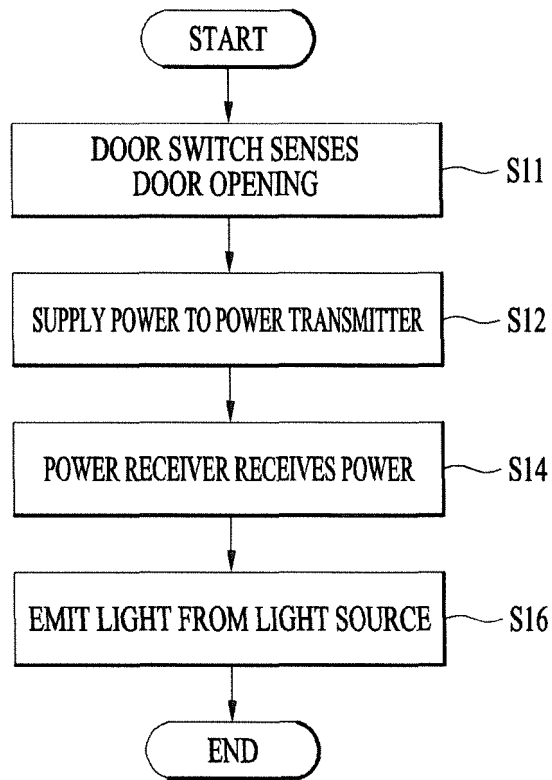 START
DOOR SWITCH SENSES
DOOR OPENING
S11
SUPPLY POWER TO POWER TRANSMITTER
S12
POWER RECEIVER RECEIVES POWER
S14
EMIT LIGHT FROM LIGHT SOURCE
S16
END